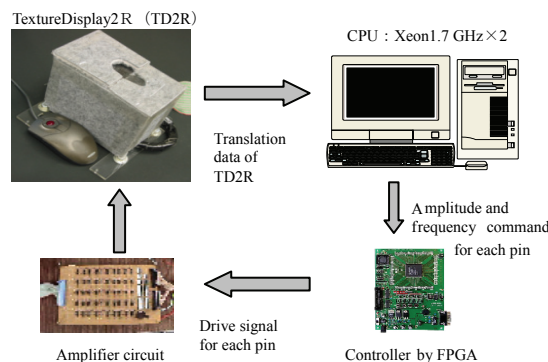 TextureDisplay2R (TD2R)
CPU : Xeon1.7 GHz×2
Translation
data of
TD2R
Amplitude and
frequency command
for each pin
Drive signal
for each pin
Amplifier circuit
Controller by FPGA